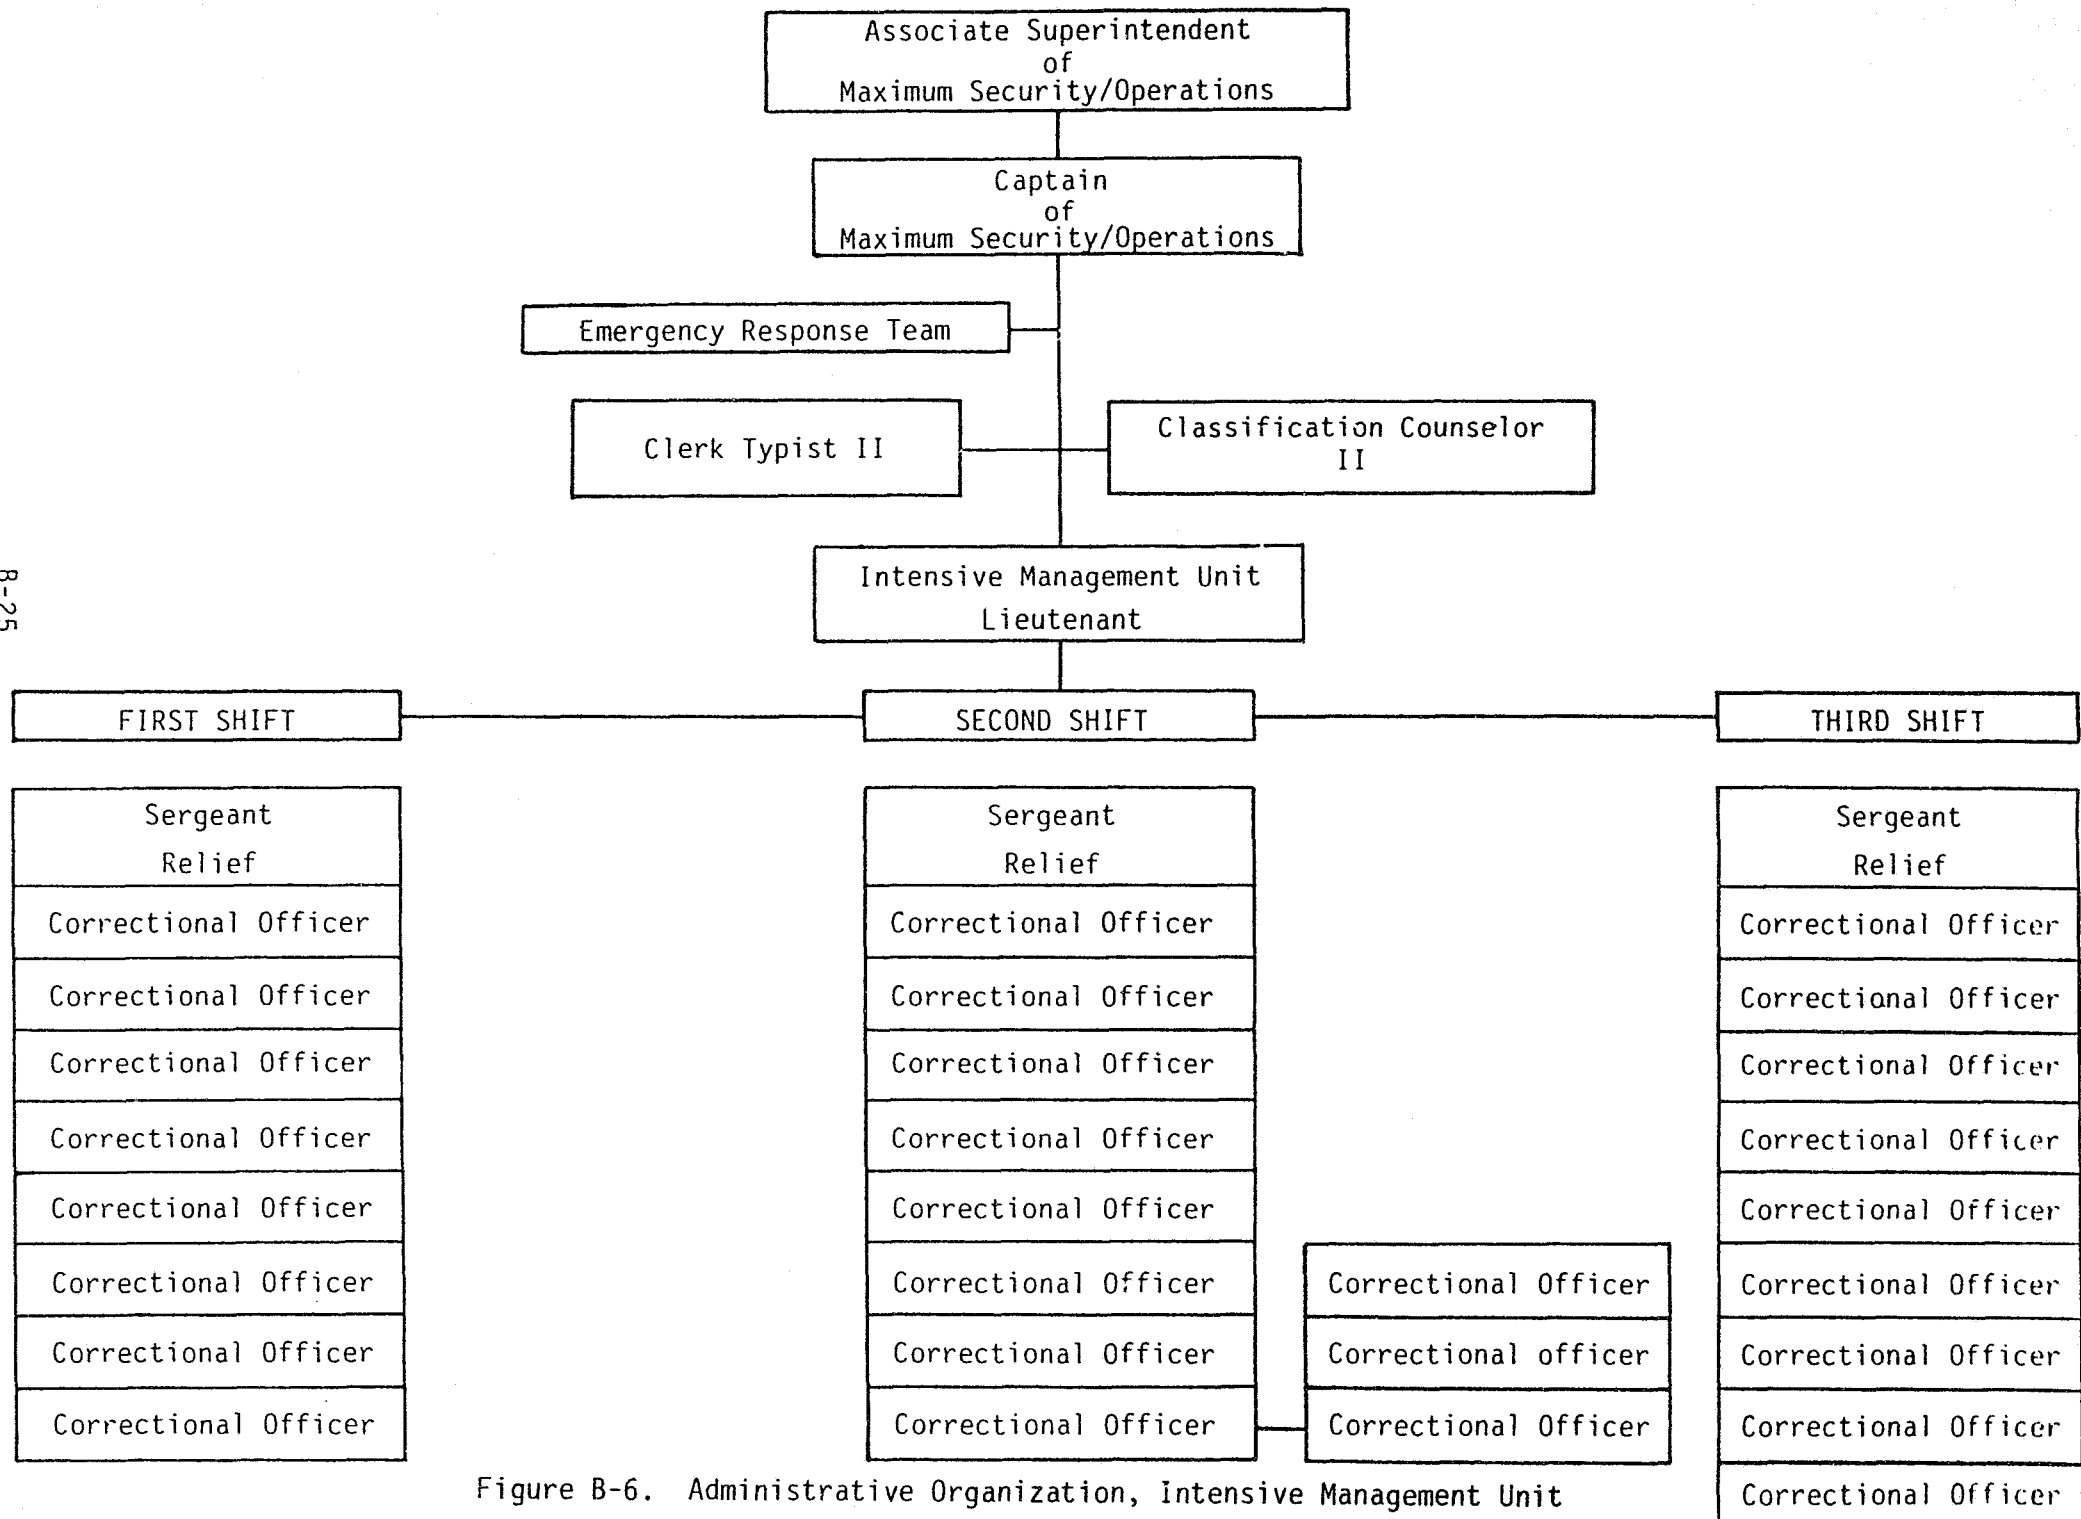 Associate Superintendent
of
Maximum Security/Operations
Captain
of
Maximum Security/Operations
Emergency Response Team
Clerk Typist II
Classification Counselor
II
Intensive Management Unit
Lieutenant
B-25
FIRST SHIFT
SECOND SHIFT
THIRD SHIFT
Sergeant
Relief
Correctional Officer
Correctional Officer
Correctional Officer
Correctional Officer
Correctional Officer
Correctional Officer
Correctional Officer
Correctional Officer
Sergeant
Relief
Correctional Officer
Correctional Officer
Correctional Officer
Correctional Officer
Correctional Officer
Correctional Officer
Correctional Officer
Correctional Officer
Correctional Officer
Correctional officer
Correctional Officer
Sergeant
Relief
Correctional Officer
Correctional Officer
Correctional Officer
Correctional Officer
Correctional Officer
Correctional Officer
Correctional Officer
Correctional Officer
Correctional Officer
Figure B-6. Administrative Organization, Intensive Management Unit